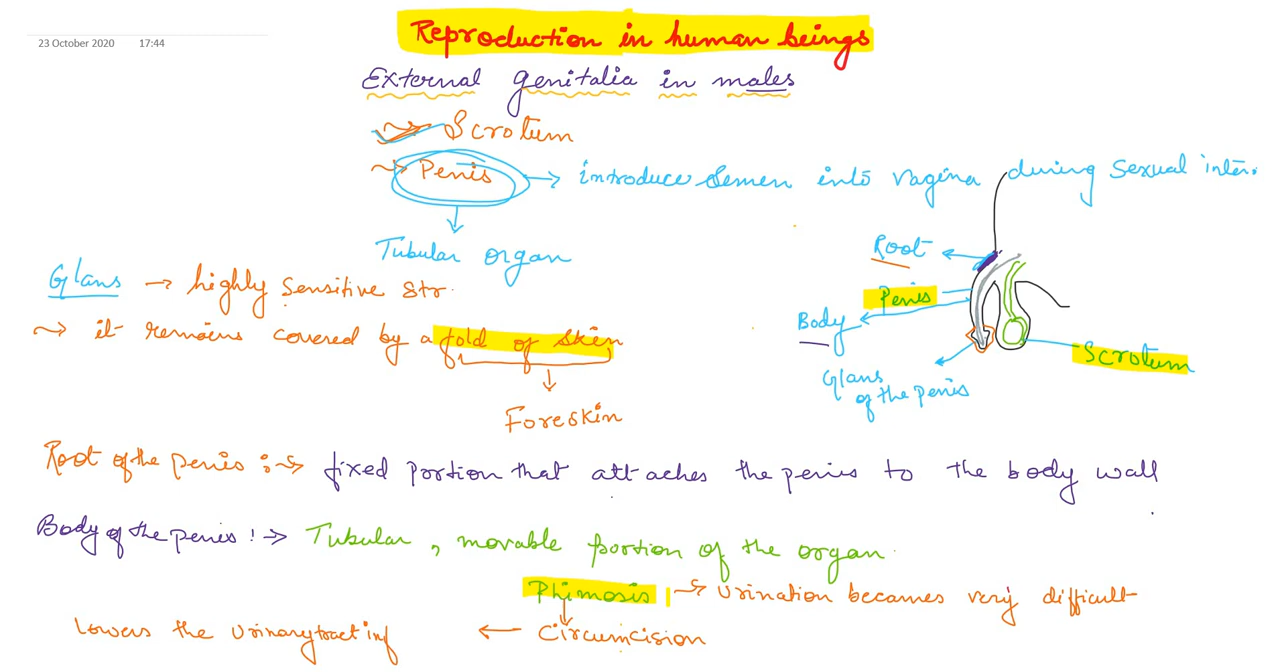 23 October 2020 17:44
Reproduction in human beings
External genitalia in males
Scrotum
Penis → introduce semen into vagina during sexual inter.
Tubular organ
Glans → highly sensitive str.
it remains covered by a fold of skin
Foreskin
Root
Penis
Body
Scrotum
Glans of the penis
Root of the penis :→ fixed portion that attaches the penis to the body wall
Body of the penis :→ Tubular, movable portion of the organ.
Phimosis → Urination becomes very difficult
Lowers the urinary tract inf ← Circumcision